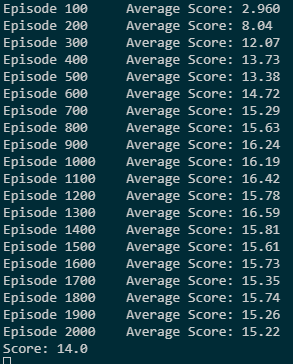 Episode 100 Average Score: 2.960
Episode 200 Average Score: 8.04
Episode 300 Average Score: 12.07
Episode 400 Average Score: 13.73
Episode 500 Average Score: 13.38
Episode 600 Average Score: 14.72
Episode 700 Average Score: 15.29
Episode 800 Average Score: 15.63
Episode 900 Average Score: 16.24
Episode 1000 Average Score: 16.19
Episode 1100 Average Score: 16.42
Episode 1200 Average Score: 15.78
Episode 1300 Average Score: 16.59
Episode 1400 Average Score: 15.81
Episode 1500 Average Score: 15.61
Episode 1600 Average Score: 15.73
Episode 1700 Average Score: 15.35
Episode 1800 Average Score: 15.74
Episode 1900 Average Score: 15.26
Episode 2000 Average Score: 15.22
Score: 14.0